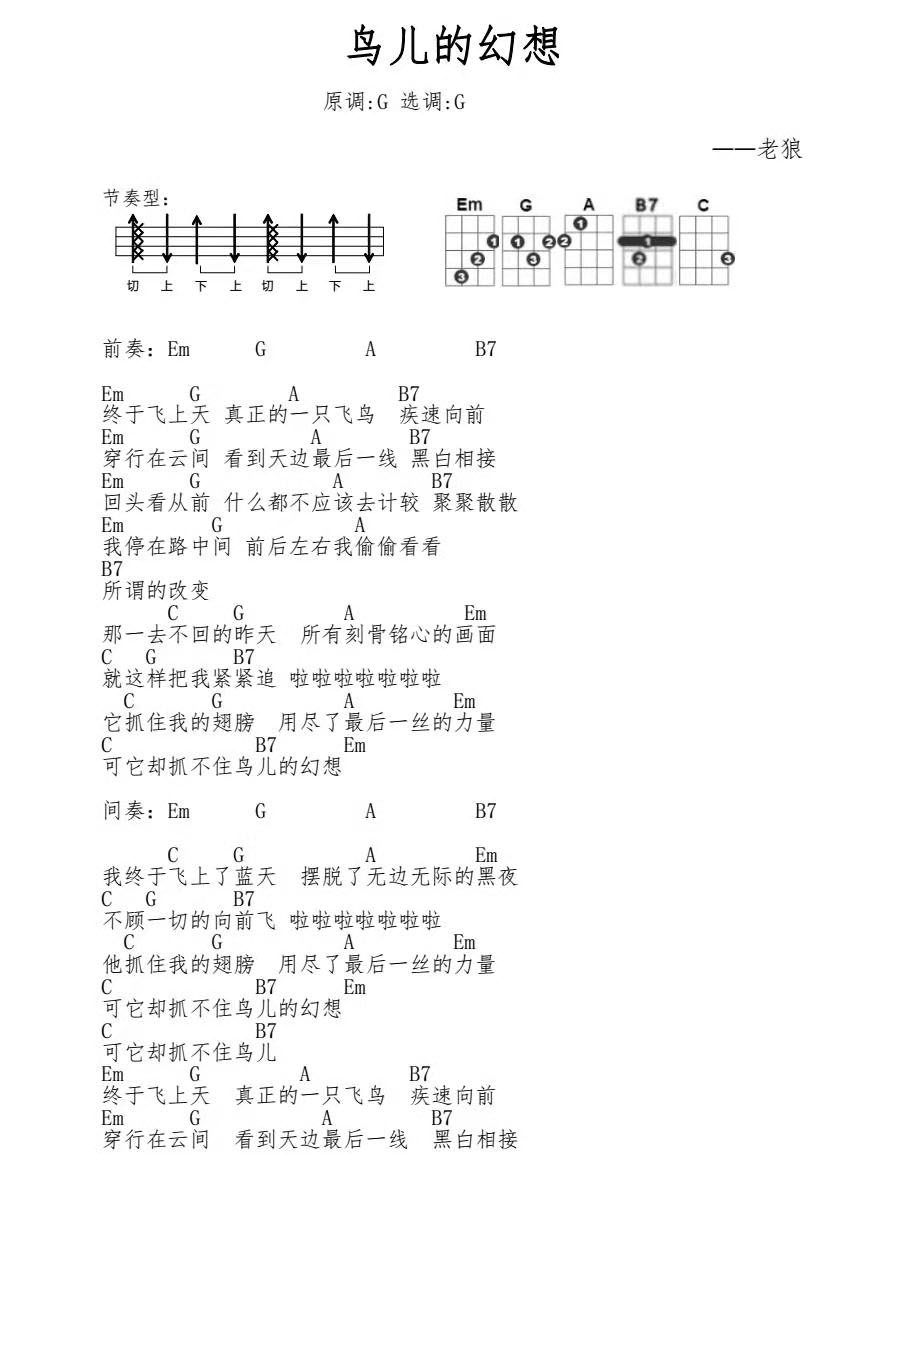 鸟儿的幻想
原调:G 选调:G
——老狼
节奏型:
Em G A B7 C
1 2 3 1 2 3 1 2 1 2 3
切 上 下 上 切 上 下 上
前奏: Em G A B7
Em G A B7
终于飞上天 真正的一只飞鸟 疾速向前
Em G A B7
穿行在云间 看到天边最后一线 黑白相接
Em G A B7
回头看从前 什么都不应该去计较 聚聚散散
Em G A
我停在路中间 前后左右我偷偷看看
B7
所谓的改变
C G A Em
那一去不回的昨天 所有刻骨铭心的画面
C G B7
就这样把我紧紧追 啦啦啦啦啦啦啦
C G A Em
它抓住我的翅膀 用尽了最后一丝的力量
C B7 Em
可它却抓不住鸟儿的幻想
间奏: Em G A B7
C G A Em
我终于飞上了蓝天 摆脱了无边无际的黑夜
C G B7
不顾一切的向前飞 啦啦啦啦啦啦啦
C G A Em
他抓住我的翅膀 用尽了最后一丝的力量
C B7 Em
可它却抓不住鸟儿的幻想
C B7
可它却抓不住鸟儿
Em G A B7
终于飞上天 真正的一只飞鸟 疾速向前
Em G A B7
穿行在云间 看到天边最后一线 黑白相接